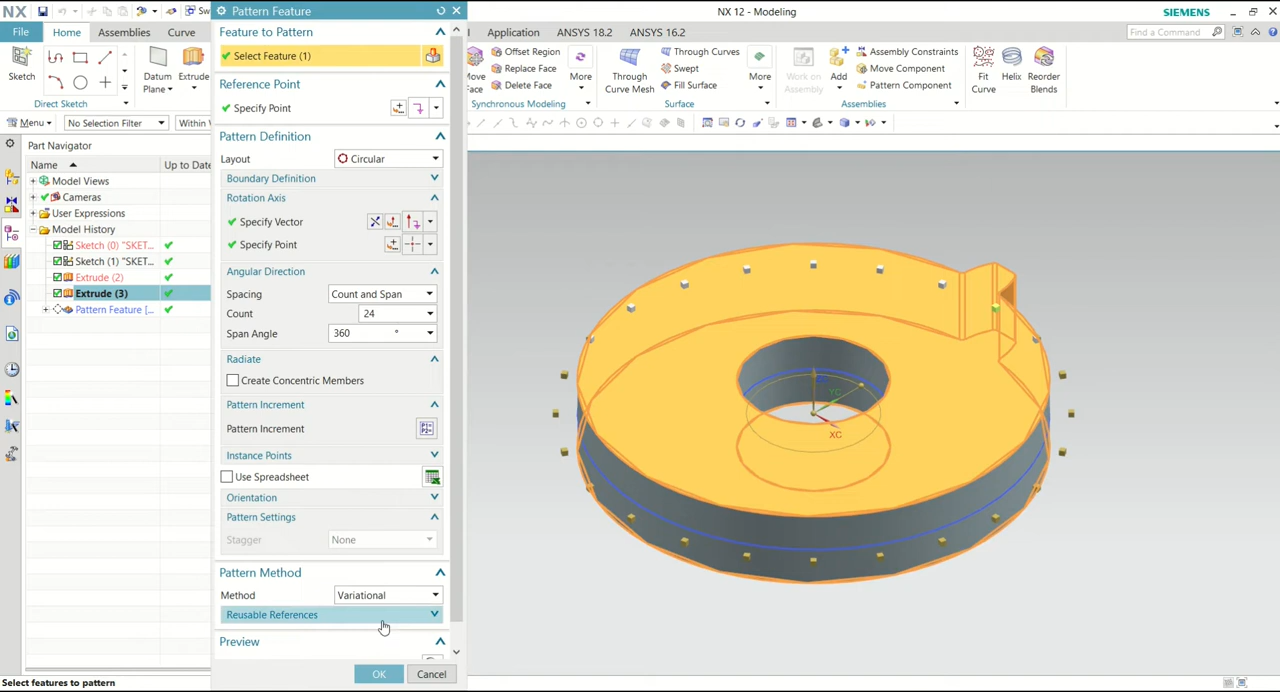 NX
Sw
Pattern Feature
NX 12 - Modeling
SIEMENS
File
Home
Assemblies
Curve
Application
ANSYS 18.2
ANSYS 16.2
Find a Command
Sketch
Datum
Plane
Extrude
Direct Sketch
Move
Face
Offset Region
Replace Face
Delete Face
More
Synchronous Modeling
Through
Curve Mesh
Through Curves
Swept
Fill Surface
More
Surface
Work on
Assembly
Add
Assembly Constraints
Move Component
Pattern Component
Assemblies
Fit
Curve
Helix
Reorder
Blends
Menu
No Selection Filter
Within
Part Navigator
Name
Up to Date
Model Views
Cameras
User Expressions
Model History
Sketch (0) "SKET...
Sketch (1) "SKET...
Extrude (2)
Extrude (3)
Pattern Feature [...
Feature to Pattern
Select Feature (1)
Reference Point
Specify Point
Pattern Definition
Layout
Circular
Boundary Definition
Rotation Axis
Specify Vector
Specify Point
Angular Direction
Spacing
Count and Span
Count
24
Span Angle
360
°
Radiate
Create Concentric Members
Pattern Increment
Pattern Increment
Instance Points
Use Spreadsheet
Orientation
Pattern Settings
Stagger
None
Pattern Method
Method
Variational
Reusable References
Preview
OK
Cancel
YC
XC
Select features to pattern